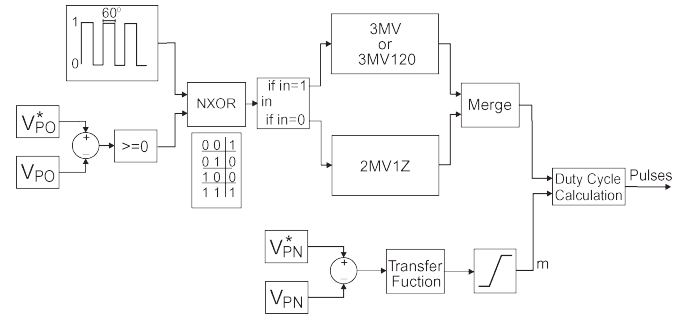 60°
1
0
V*PO
VPO
+
−
>=0
NXOR
0 0 1
0 1 0
1 0 0
1 1 1
if in=1
in
if in=0
3MV
or
3MV120
2MV1Z
Merge
Duty Cycle
Calculation
Pulses
V*PN
VPN
+
−
Transfer
Fuction
m